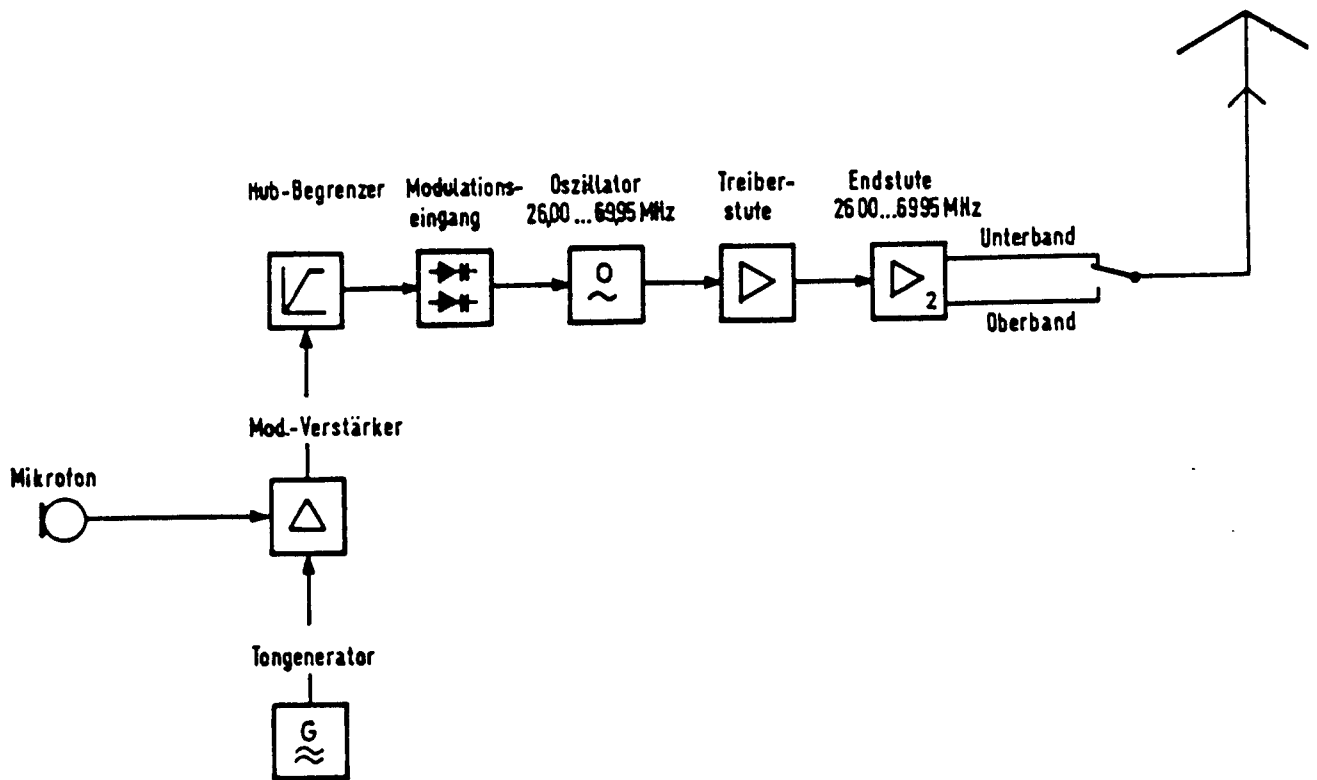 Hub-Begrenzer
Modulations-
eingang
Oszillator
26,00...69,95 MHz
Treiber-
stute
Endstute
26 00...69 95 MHz
Unterband
O
2
Oberband
Mod.-Verstärker
Mikroton
Tongenerator
G